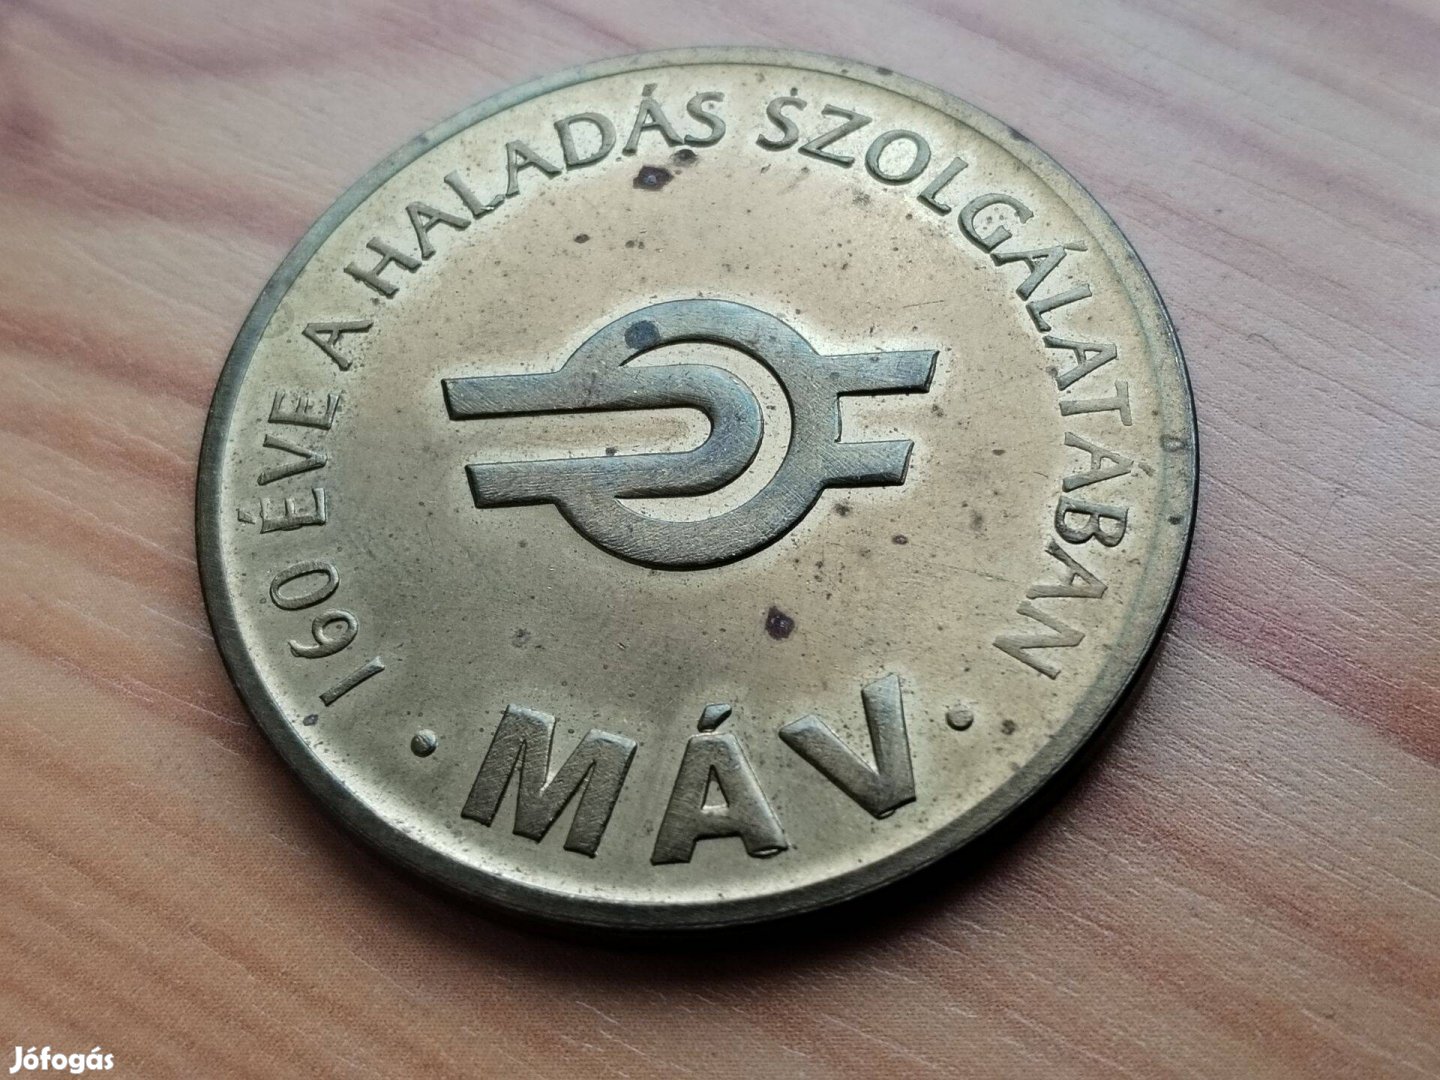 160 ÉVE A HALADÁS SZOLGÁLATÁBAN
• MÁV •
Jófogás